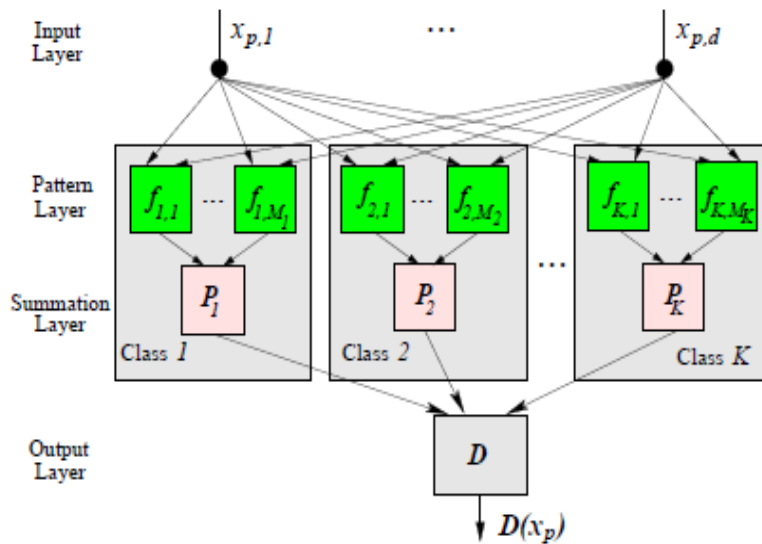 Input
Layer
x_{p,1} ... x_{p,d}
Pattern
Layer
f_{1,1} ... f_{1,M_1} f_{2,1} ... f_{2,M_2} f_{K,1} ... f_{K,M_K}
...
Summation
Layer
P_1 P_2 P_K
Class 1 Class 2 Class K
Output
Layer
D
D(x_p)